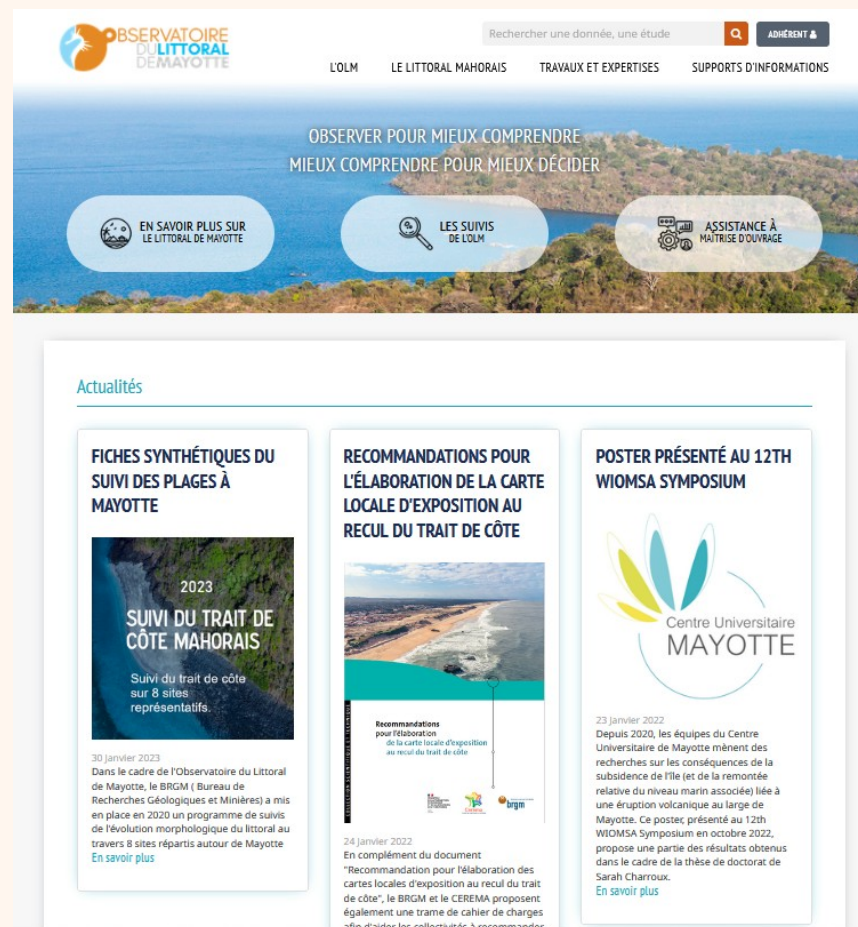 OBSERVATOIRE
DU LITTORAL
DE MAYOTTE
Rechercher une donnée, une étude
ADHÉRENT
L'OLM LE LITTORAL MAHORAIS TRAVAUX ET EXPERTISES SUPPORTS D'INFORMATIONS
OBSERVER POUR MIEUX COMPRENDRE
MIEUX COMPRENDRE POUR MIEUX DÉCIDER
EN SAVOIR PLUS SUR
LE LITTORAL DE MAYOTTE
LES SUIVIS
DE L'OLM
ASSISTANCE À
MAÎTRISE D'OUVRAGE
Actualités
FICHES SYNTHÉTIQUES DU
SUIVI DES PLAGES À
MAYOTTE
2023
SUIVI DU TRAIT DE
CÔTE MAHORAIS
Suivi du trait de côte
sur 8 sites
représentatifs.
30 Janvier 2023
Dans le cadre de l'Observatoire du Littoral
de Mayotte, le BRGM ( Bureau de
Recherches Géologiques et Minières) a mis
en place en 2020 un programme de suivis
de l'évolution morphologique du littoral au
travers 8 sites répartis autour de Mayotte
En savoir plus
RECOMMANDATIONS POUR
L'ÉLABORATION DE LA CARTE
LOCALE D'EXPOSITION AU
RECUL DU TRAIT DE CÔTE
Recommandations
pour l'élaboration
de la carte locale d'exposition
au recul du trait de côte
Cerema
brgm
24 Janvier 2022
En complément du document
"Recommandation pour l'élaboration des
cartes locales d'exposition au recul du trait
de côte", le BRGM et le CEREMA proposent
également une trame de cahier de charges
afin d'aider les collectivités à recommander
POSTER PRÉSENTÉ AU 12TH
WIOMSA SYMPOSIUM
Centre Universitaire
MAYOTTE
23 Janvier 2022
Depuis 2020, les équipes du Centre
Universitaire de Mayotte mènent des
recherches sur les conséquences de la
subsidence de l'île (et de la remontée
relative du niveau marin associée) liée à
une éruption volcanique au large de
Mayotte. Ce poster, présenté au 12th
WIOMSA Symposium en octobre 2022,
propose une partie des résultats obtenus
dans le cadre de la thèse de doctorat de
Sarah Charroux.
En savoir plus